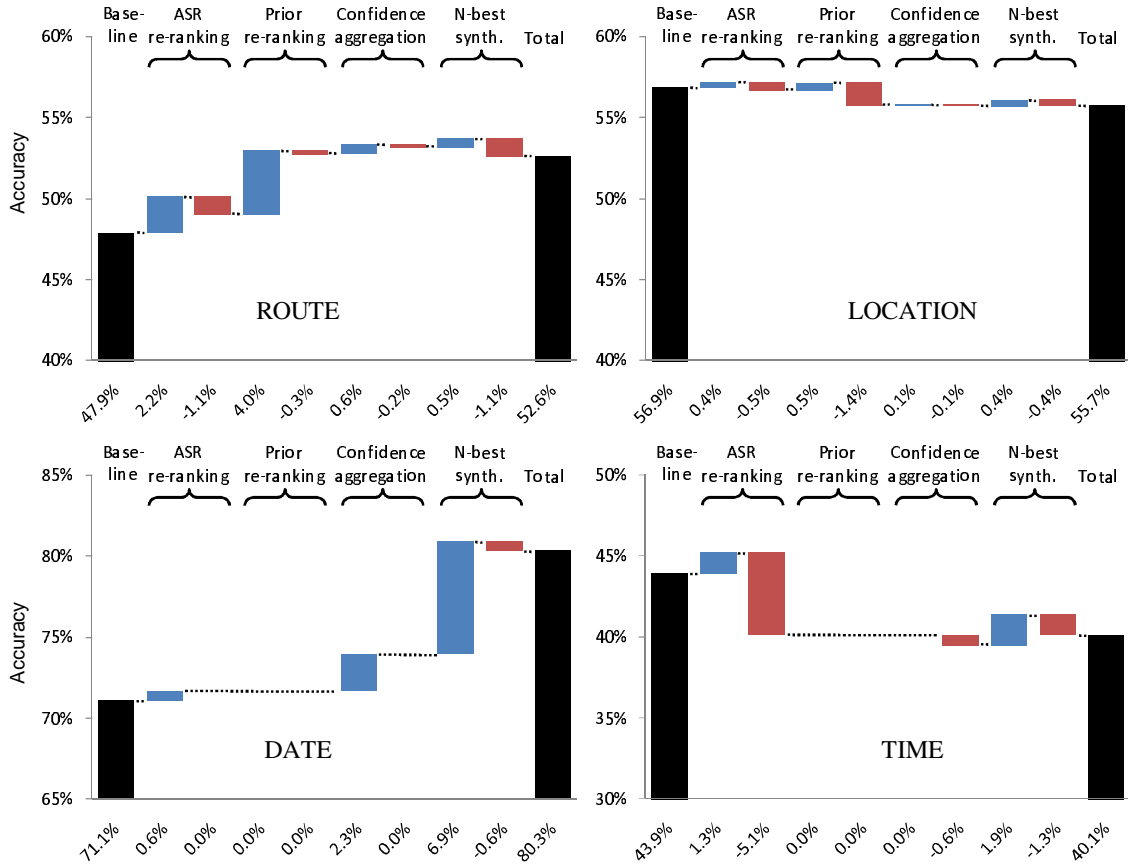 Base- ASR Prior Confidence N-best
line re-ranking re-ranking aggregation synth. Total
60%
55%
50%
45%
40%
Accuracy
ROUTE
47.9% 2.2% -1.1% 4.0% -0.3% 0.6% -0.2% 0.5% -1.1% 52.6%
Base- ASR Prior Confidence N-best
line re-ranking re-ranking aggregation synth. Total
60%
55%
50%
45%
40%
LOCATION
56.9% 0.4% -0.5% 0.5% -1.4% 0.1% -0.1% 0.4% -0.4% 55.7%
Base- ASR Prior Confidence N-best
line re-ranking re-ranking aggregation synth. Total
85%
80%
75%
70%
65%
Accuracy
DATE
71.1% 0.6% 0.0% 0.0% 0.0% 2.3% 0.0% 6.9% -0.6% 80.3%
Base- ASR Prior Confidence N-best
line re-ranking re-ranking aggregation synth. Total
50%
45%
40%
35%
30%
TIME
43.9% 1.3% -5.1% 0.0% 0.0% 0.0% -0.6% 1.9% -1.3% 40.1%